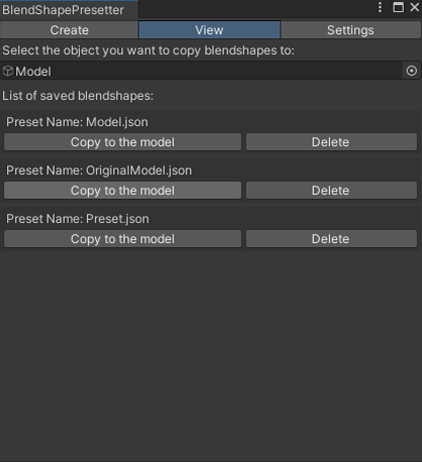 BlendShapePresetter
Create View Settings
Select the object you want to copy blendshapes to:
Model
List of saved blendshapes:
Preset Name: Model.json
Copy to the model Delete
Preset Name: OriginalModel.json
Copy to the model Delete
Preset Name: Preset.json
Copy to the model Delete